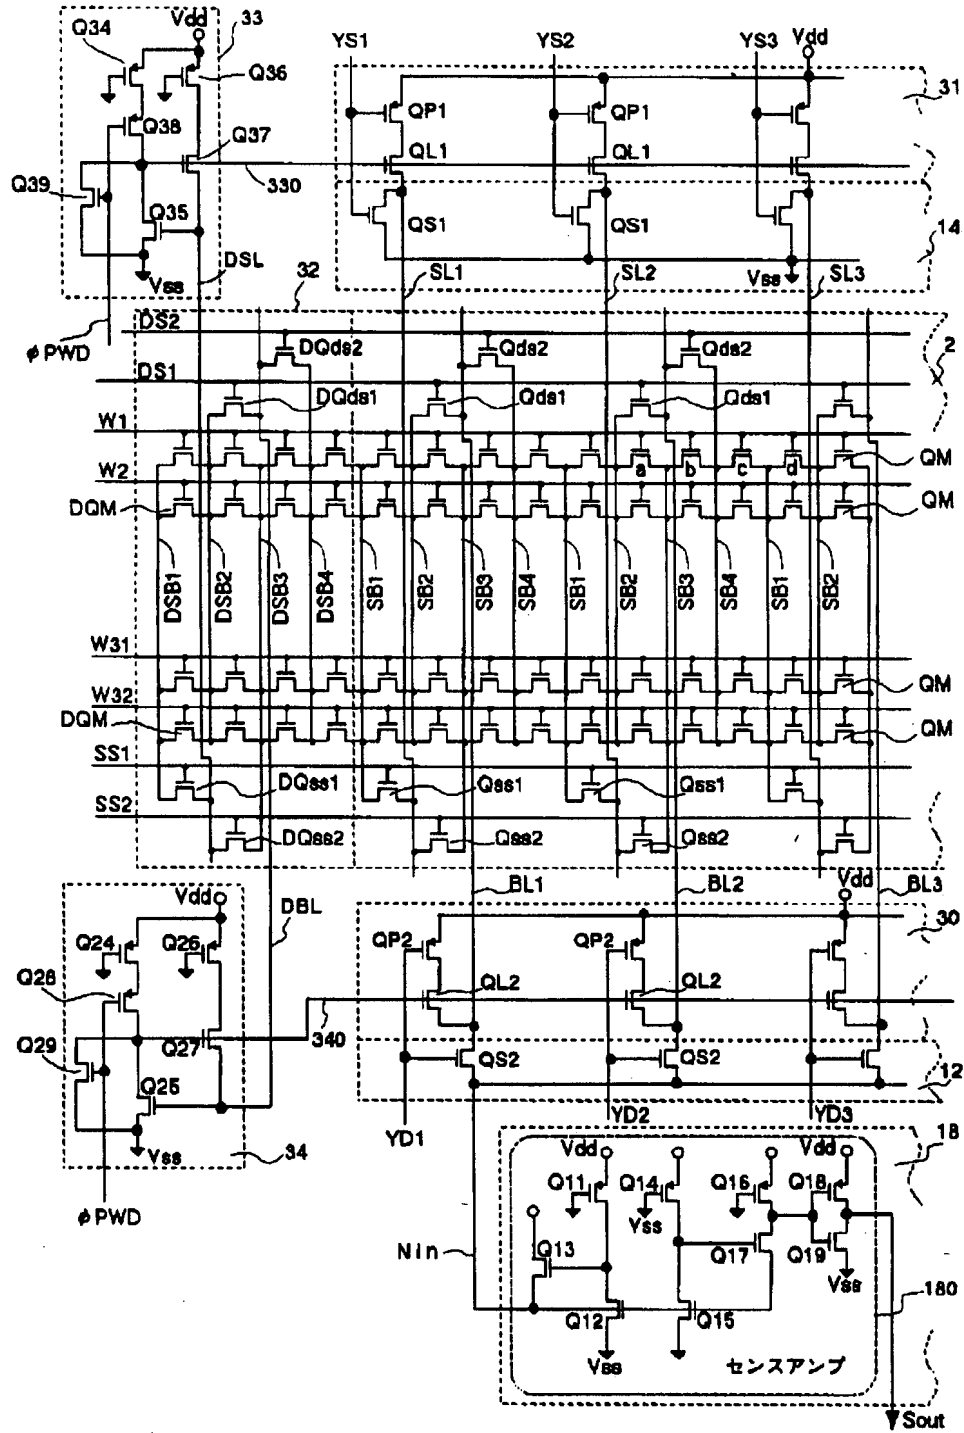 Q34 Vdd 33 YS1 YS2 YS3 Vdd
Q36 31
Q38 QP1 QP1
Q37 QL1 QL1
Q39 330
Q35 QS1 QS1 14
Vss DSL SL1 SL2 Vss SL3
32
φPWD DS2 DQds2 Qds2 Qds2 2
DS1 DQds1 Qds1 Qds1
W1 a b c d QM
W2
DQM QM
DSB1 DSB2 DSB3 DSB4 SB1 SB2 SB3 SB4 SB1 SB2 SB3 SB4 SB1 SB2
W31
QM
W32
DQM QM
SS1 DQss1 Qss1 Qss1
SS2
DQss2 Qss2 Qss2
Vdd DBL BL1 BL2 Vdd BL3
30
Q24 Q26 QP2 QP2
Q28 QL2 QL2
340
Q29 Q27 QS2 QS2
Q25 12
Vss 34 YD1 YD2 YD3
φPWD 18
Vdd Vdd
Q11 Q14 Q16 Q18
Vss
Nin Q13 Q17 Q19
Vss
180
Q12 Q15
Vss センスアンプ
Sout